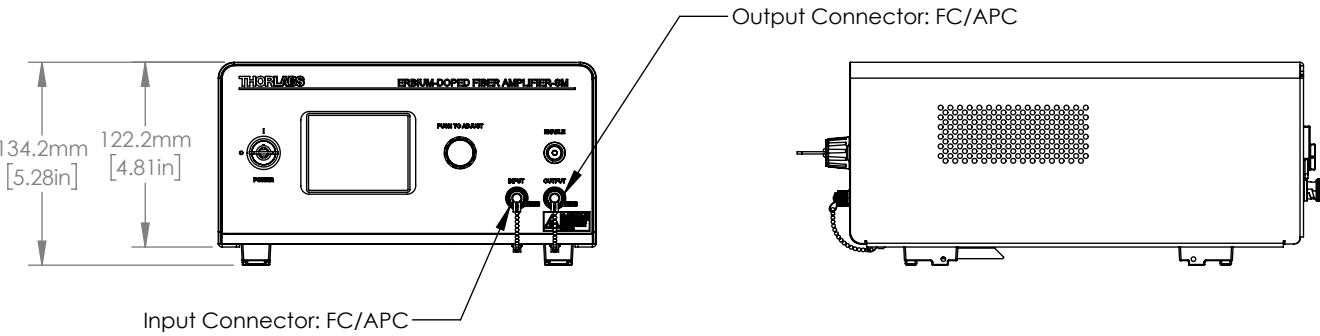 Output Connector: FC/APC
THORLABS
ERBIUM-DOPED FIBER AMPLIFIER-SM
134.2mm
[5.28in]
122.2mm
[4.81in]
I
PUSH TO ADJUST
ENABLE
POWER
INPUT
OUTPUT
Input Connector: FC/APC